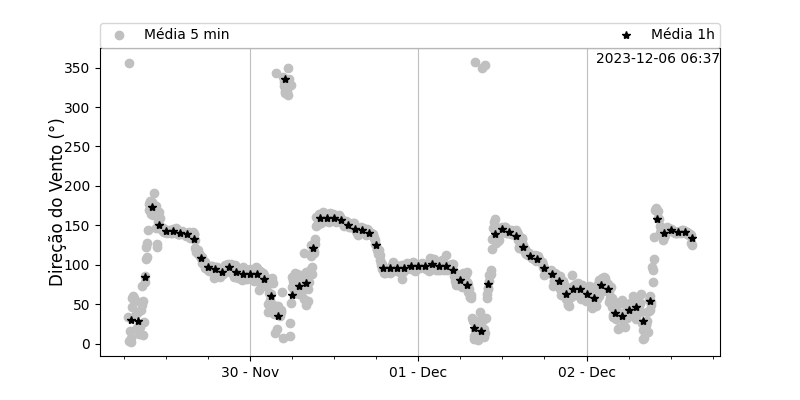 Média 5 min
Média 1h
2023-12-06 06:37
Direção do Vento (°)
350
300
250
200
150
100
50
0
30 - Nov
01 - Dec
02 - Dec